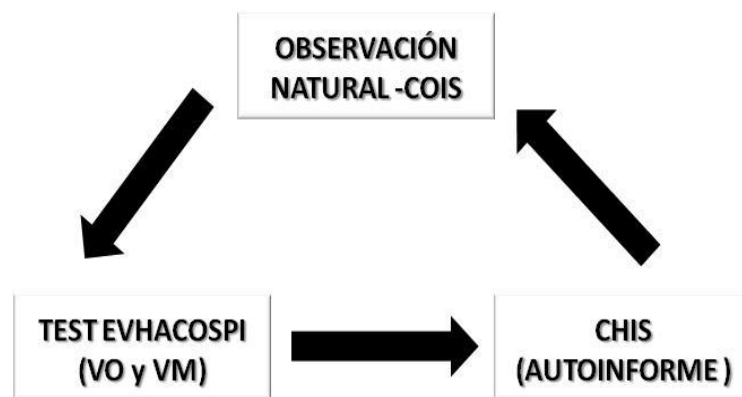 OBSERVACIÓN
NATURAL -COIS
TEST EVHACOSPI
(VO y VM)
CHIS
(AUTOINFORME )